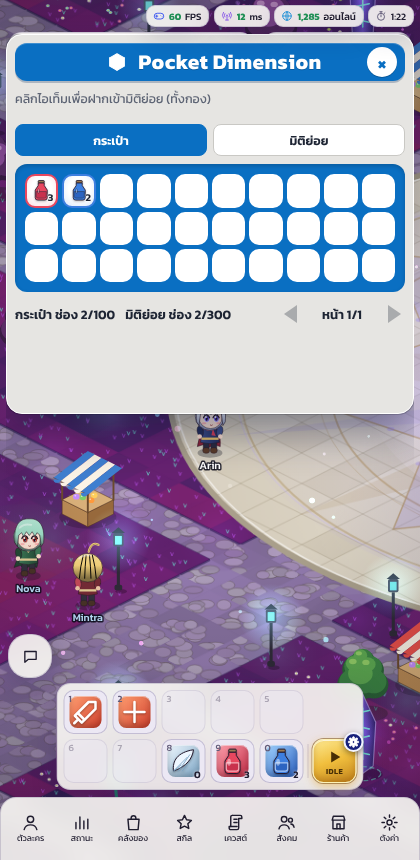 60 FPS 12 ms 1,285 ออนไลน์ 1:22
Pocket Dimension
คลิกไอเท็มเพื่อฝากเข้ามิติย่อย (ทั้งกอง)
กระเป๋า มิติย่อย
3 2
กระเป๋า ช่อง 2/100 มิติย่อย ช่อง 2/300 หน้า 1/1
Arin
Nova
Mintra
1 2 3 4 5
6 7 8 0 9 3 0 2 IDLE
ตัวละคร สถานะ คลังของ สกิล เควสต์ สังคม ร้านค้า ตั้งค่า